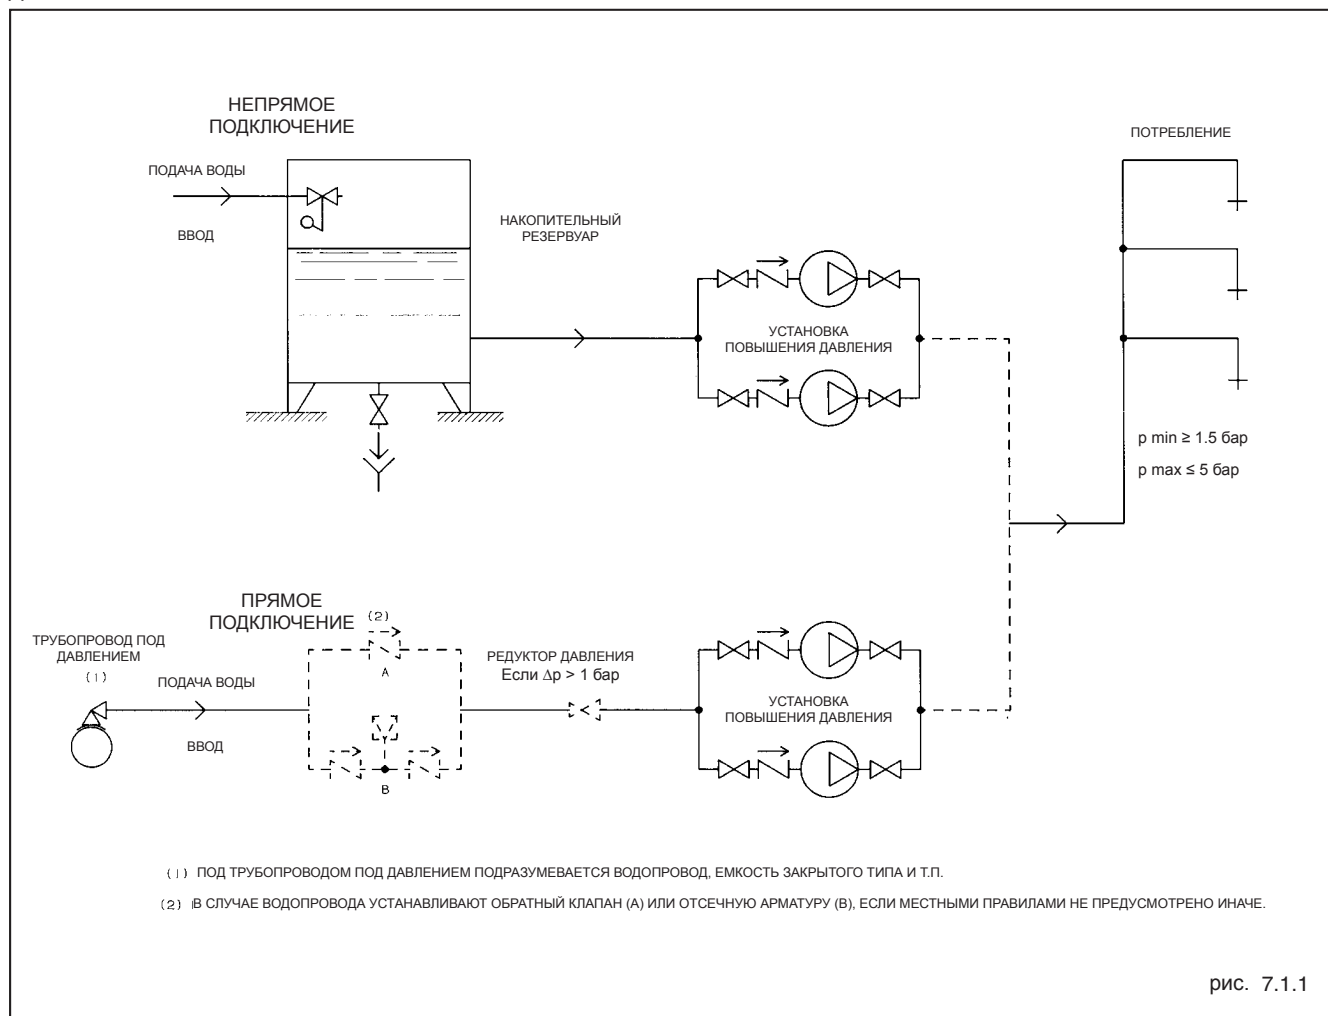 НЕПРЯМОЕ
ПОДКЛЮЧЕНИЕ
ПОТРЕБЛЕНИЕ
ПОДАЧА ВОДЫ
ВВОД
НАКОПИТЕЛЬНЫЙ
РЕЗЕРВУАР
УСТАНОВКА
ПОВЫШЕНИЯ ДАВЛЕНИЯ
p min ≥ 1.5 бар
p max ≤ 5 бар
ПРЯМОЕ
ПОДКЛЮЧЕНИЕ
(2)
ТРУБОПРОВОД ПОД
ДАВЛЕНИЕМ
(1)
ПОДАЧА ВОДЫ
ВВОД
A
B
РЕДУКТОР ДАВЛЕНИЯ
Если Δp > 1 бар
УСТАНОВКА
ПОВЫШЕНИЯ ДАВЛЕНИЯ
(1) ПОД ТРУБОПРОВОДОМ ПОД ДАВЛЕНИЕМ ПОДРАЗУМЕВАЕТСЯ ВОДОПРОВОД, ЕМКОСТЬ ЗАКРЫТОГО ТИПА И Т.П.
(2) В СЛУЧАЕ ВОДОПРОВОДА УСТАНАВЛИВАЮТ ОБРАТНЫЙ КЛАПАН (А) ИЛИ ОТСЕЧНУЮ АРМАТУРУ (В), ЕСЛИ МЕСТНЫМИ ПРАВИЛАМИ НЕ ПРЕДУСМОТРЕНО ИНАЧЕ.
рис. 7.1.1